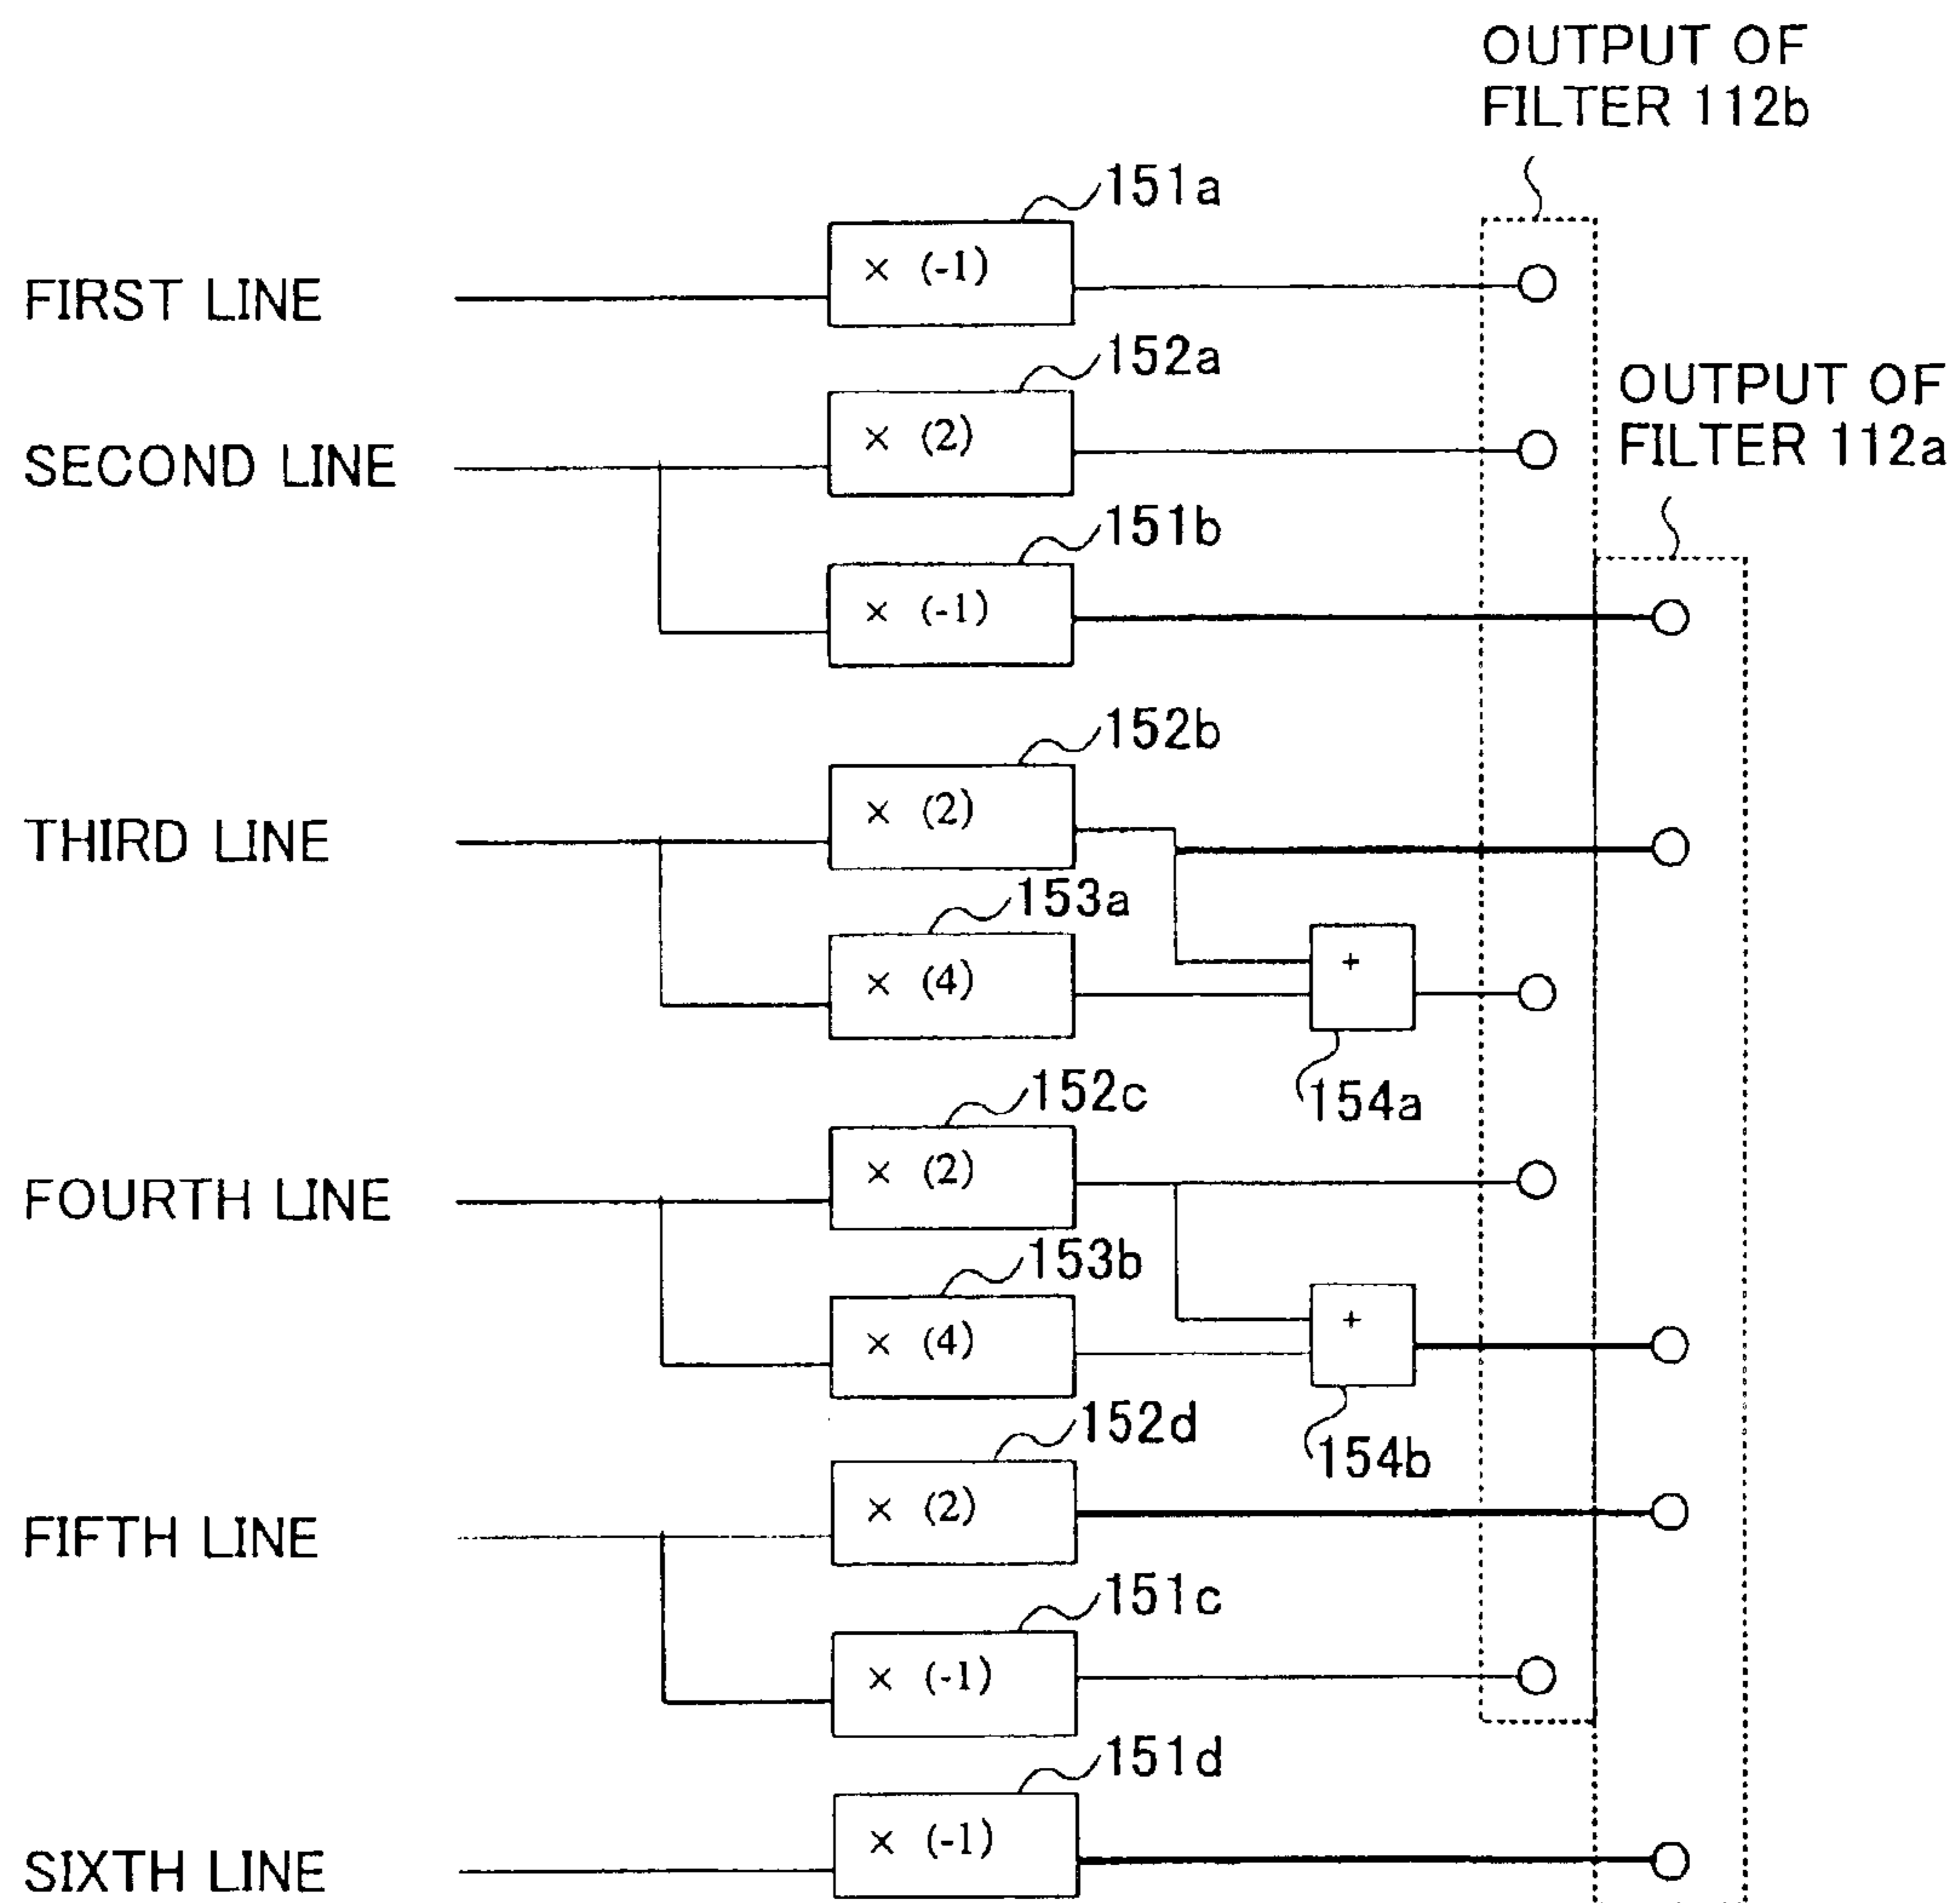 OUTPUT OF
FILTER 112b
151a
FIRST LINE
× (-1)
152a
OUTPUT OF
FILTER 112a
SECOND LINE
× (2)
151b
× (-1)
152b
THIRD LINE
× (2)
153a
× (4)
+
154a
152c
FOURTH LINE
× (2)
153b
× (4)
+
154b
152d
FIFTH LINE
× (2)
151c
× (-1)
151d
SIXTH LINE
× (-1)